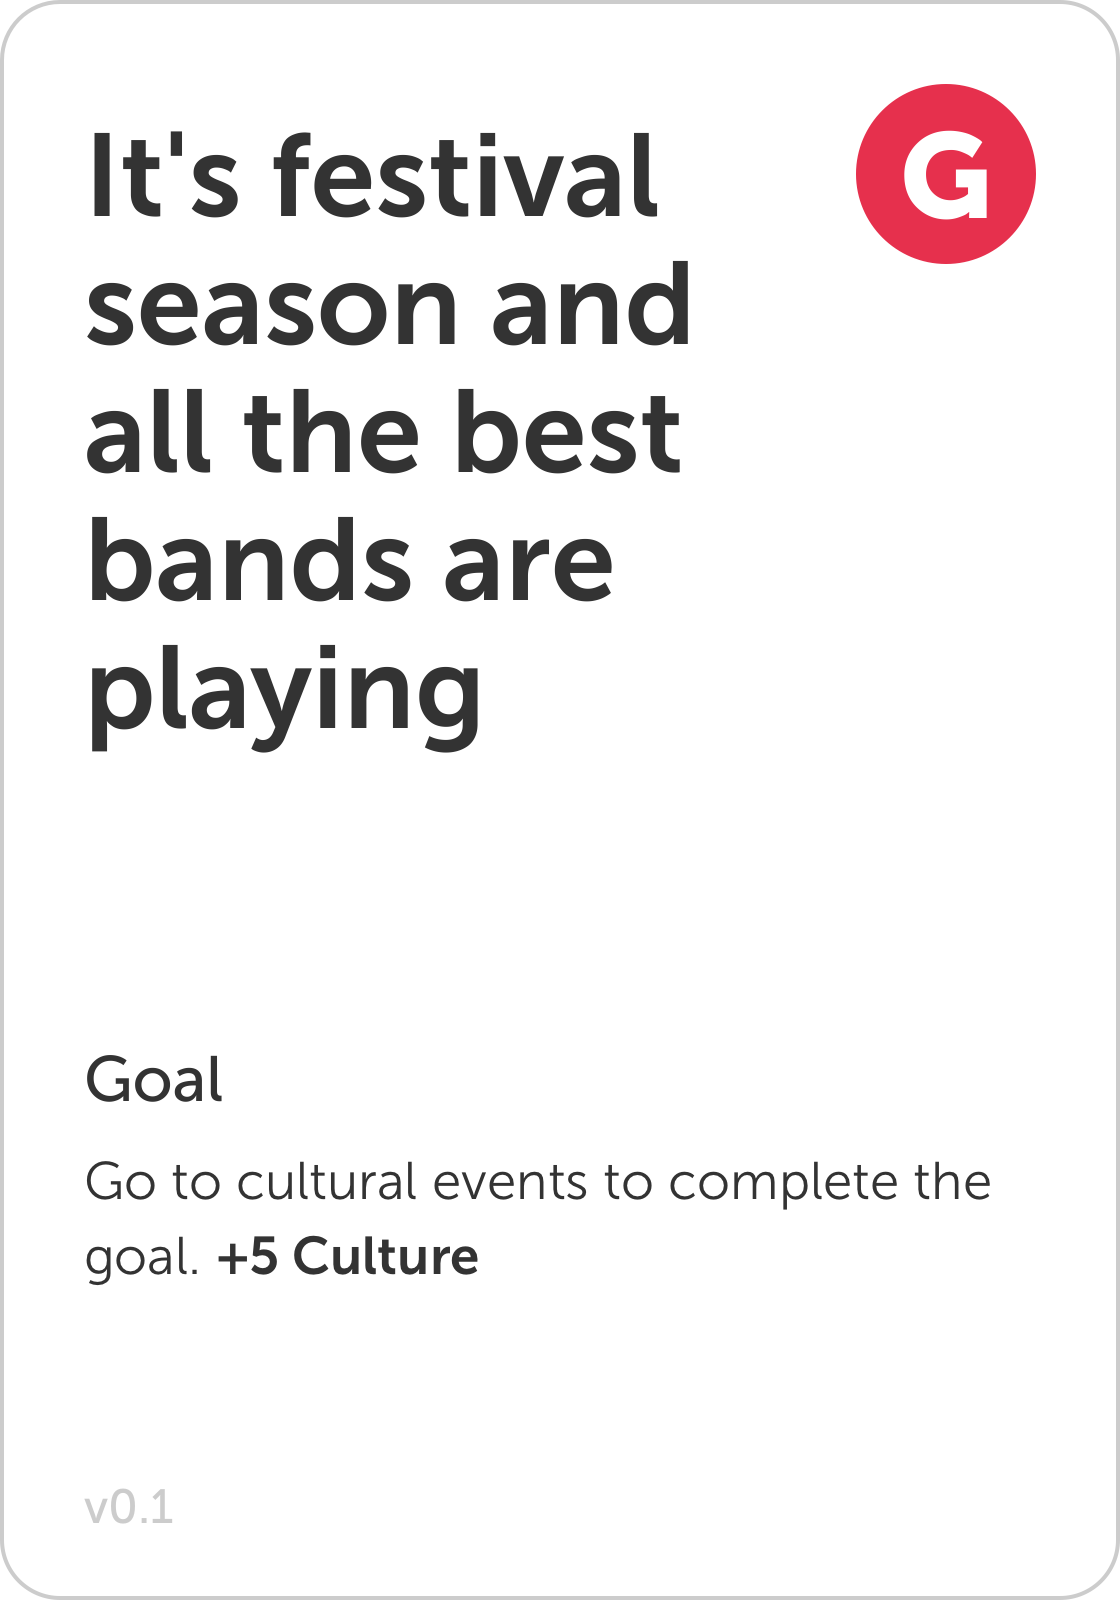 It's festival
season and
all the best
bands are
playing
G
Goal
Go to cultural events to complete the
goal. +5 Culture
v0.1